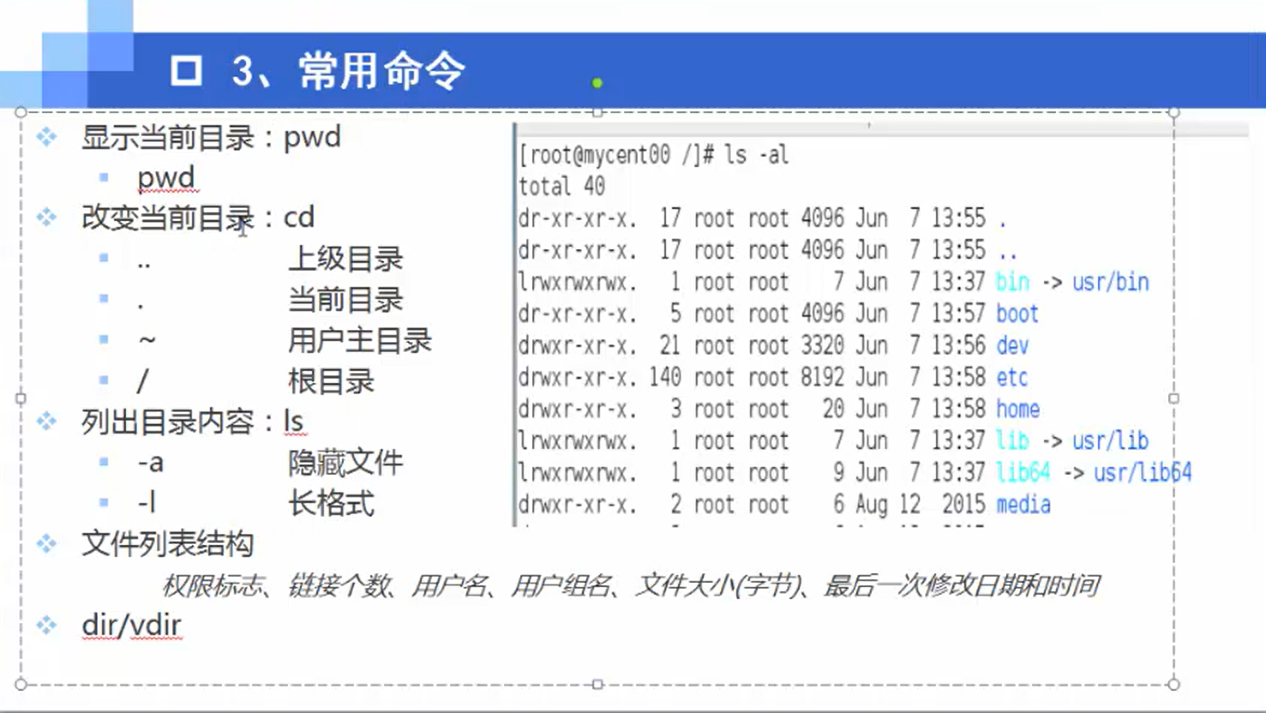 3、常用命令
显示当前目录：pwd
pwd
改变当前目录：cd
.. 上级目录
. 当前目录
~ 用户主目录
/ 根目录
列出目录内容：ls
-a 隐藏文件
-l 长格式
文件列表结构
权限标志、链接个数、用户名、用户组名、文件大小(字节)、最后一次修改日期和时间
dir/vdir
[root@mycent00 /]# ls -al
total 40
dr-xr-xr-x. 17 root root 4096 Jun 7 13:55 .
dr-xr-xr-x. 17 root root 4096 Jun 7 13:55 ..
lrwxrwxrwx. 1 root root 7 Jun 7 13:37 bin -> usr/bin
dr-xr-xr-x. 5 root root 4096 Jun 7 13:57 boot
drwxr-xr-x. 21 root root 3320 Jun 7 13:56 dev
drwxr-xr-x. 140 root root 8192 Jun 7 13:58 etc
drwxr-xr-x. 3 root root 20 Jun 7 13:58 home
lrwxrwxrwx. 1 root root 7 Jun 7 13:37 lib -> usr/lib
lrwxrwxrwx. 1 root root 9 Jun 7 13:37 lib64 -> usr/lib64
drwxr-xr-x. 2 root root 6 Aug 12 2015 media